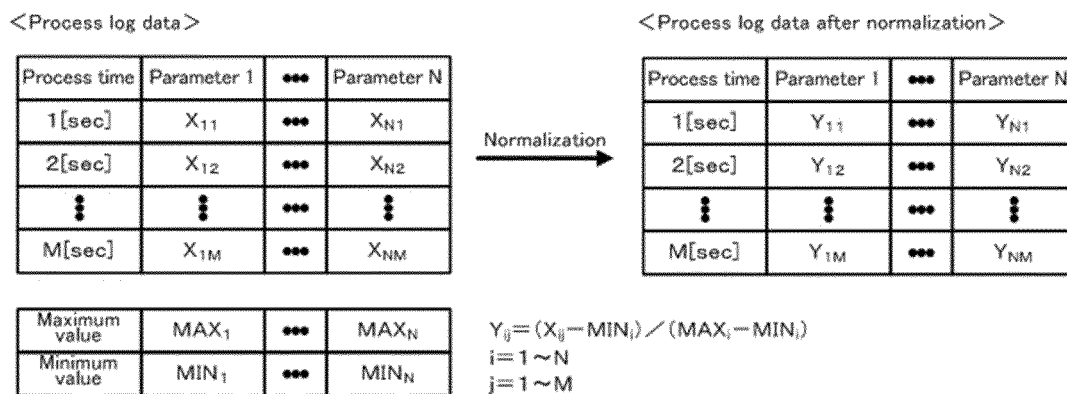 <Process log data>
<Process log data after normalization>
Process time Parameter 1 ••• Parameter N
1[sec] X11 ••• XN1
2[sec] X12 ••• XN2
M[sec] X1M ••• XNM
Normalization
Process time Parameter 1 ••• Parameter N
1[sec] Y11 ••• YN1
2[sec] Y12 ••• YN2
M[sec] Y1M ••• YNM
Maximum
value MAX1 ••• MAXN
Minimum
value MIN1 ••• MINN
Yij=(Xij−MINi)/(MAXi−MINi)
i=1~N
j=1~M